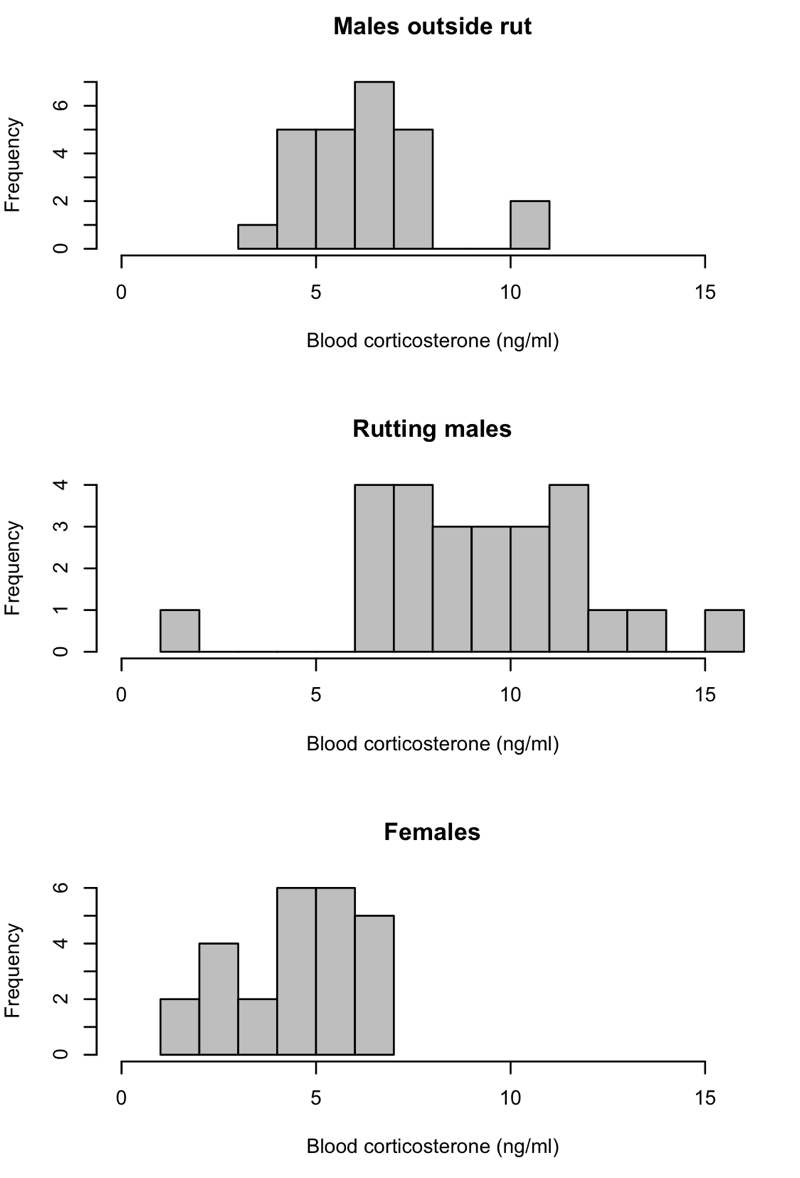 Males outside rut
Frequency
6
4
2
0
0 5 10 15
Blood corticosterone (ng/ml)
Rutting males
Frequency
4
3
2
1
0
0 5 10 15
Blood corticosterone (ng/ml)
Females
Frequency
6
4
2
0
0 5 10 15
Blood corticosterone (ng/ml)